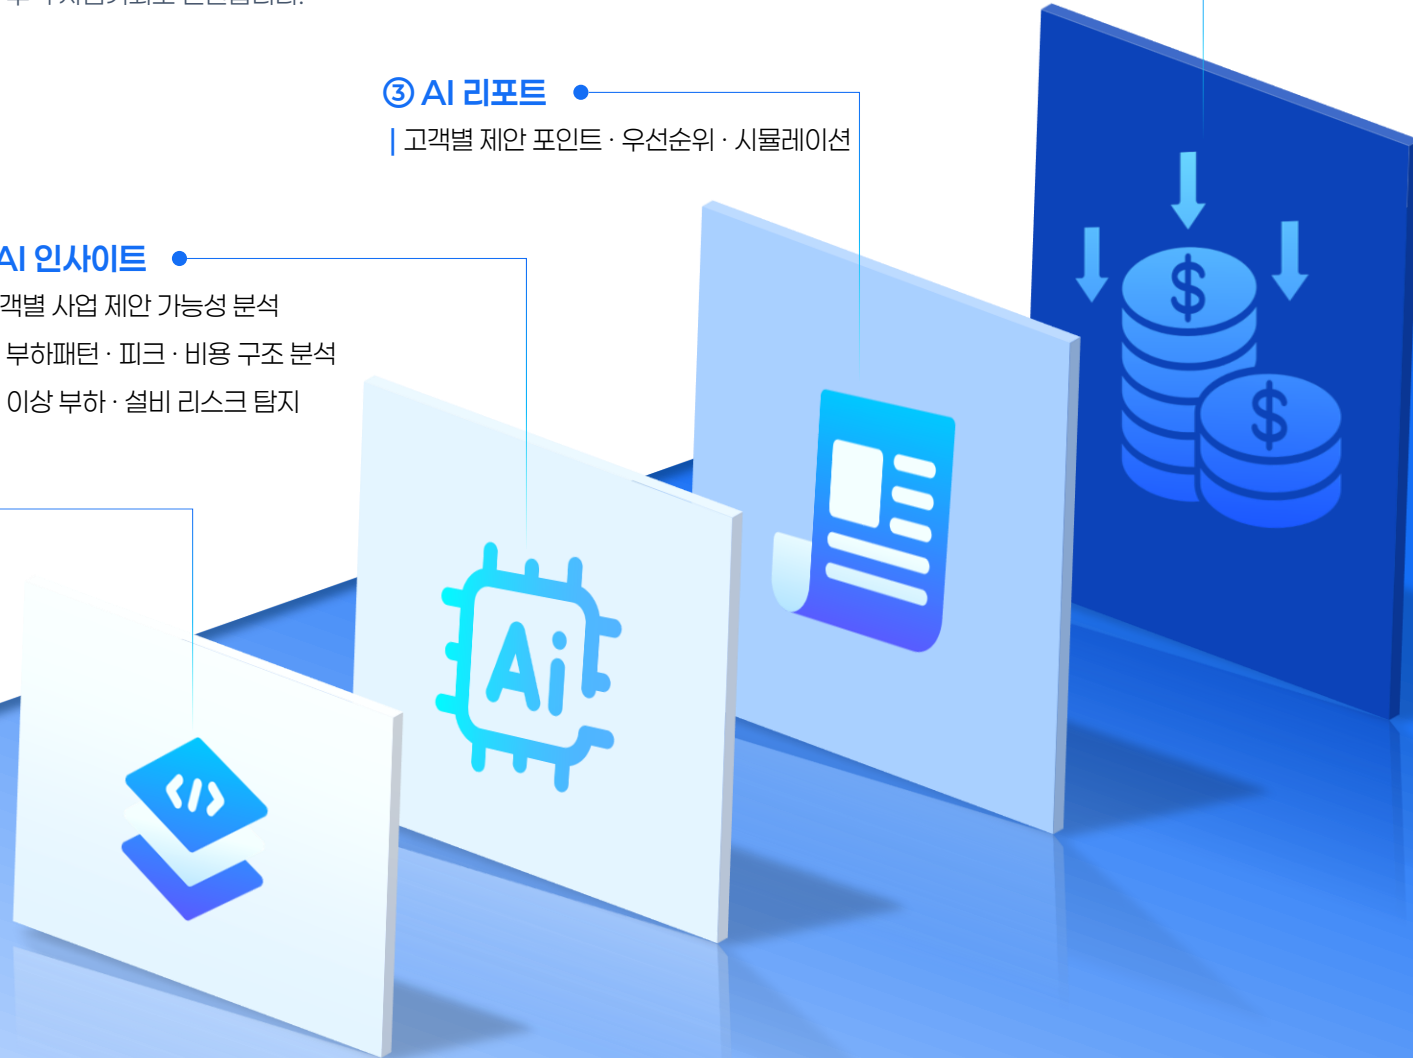 ③ AI 리포트
고객별 제안 포인트 · 우선순위 · 시뮬레이션
AI 인사이트
객별 사업 제안 가능성 분석
부하패턴 · 피크 · 비용 구조 분석
이상 부하 · 설비 리스크 탐지
</>
Ai
$
$